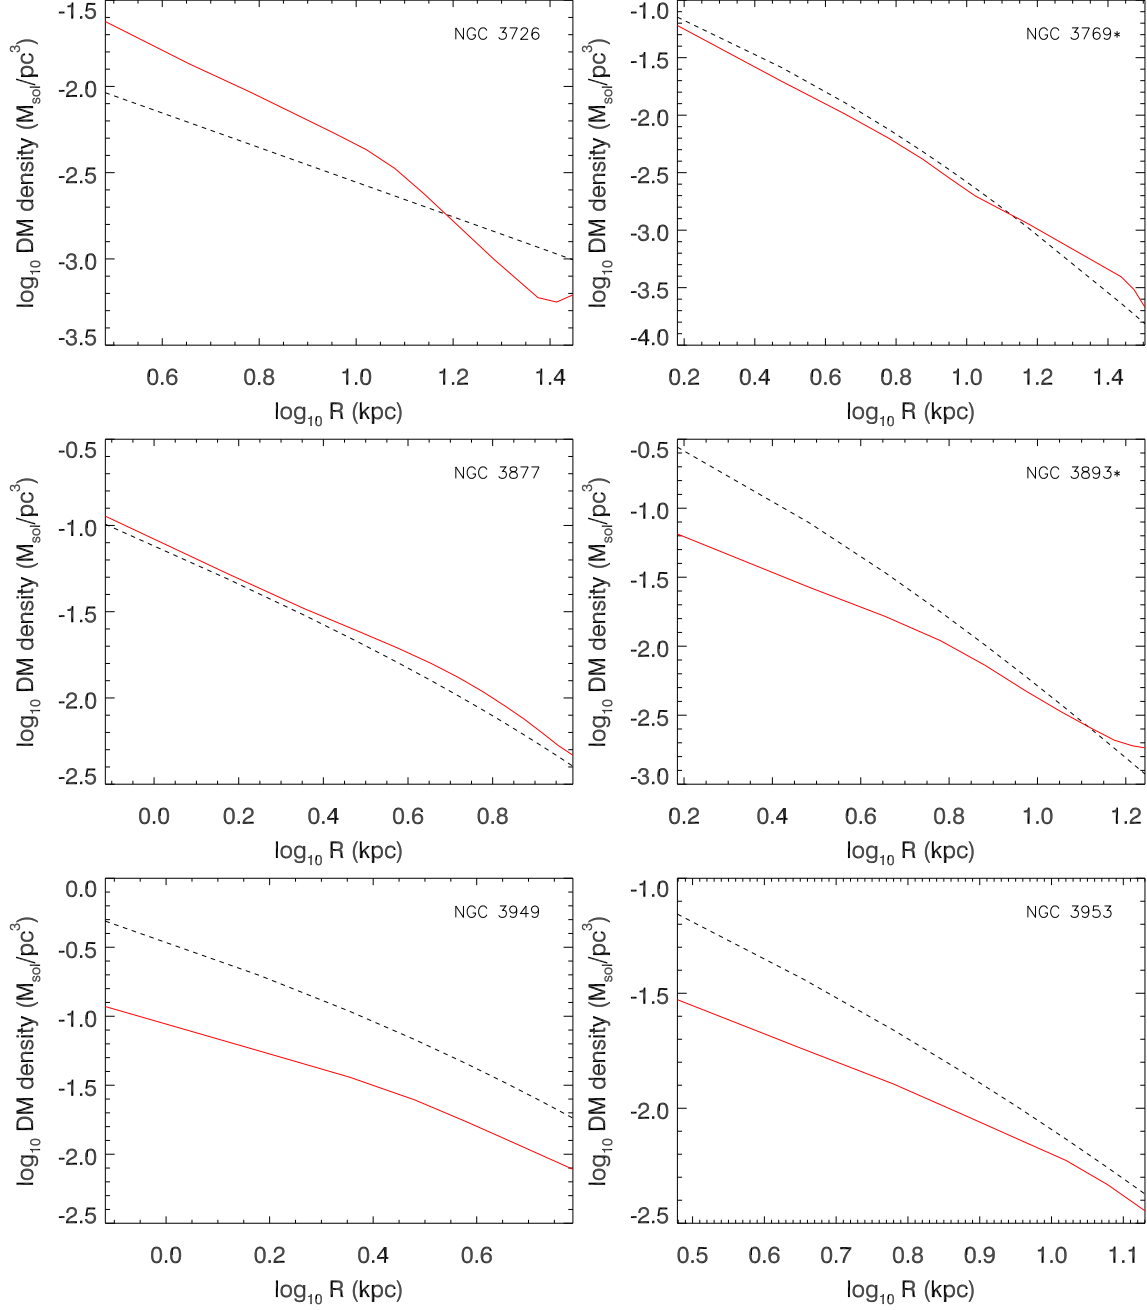 NGC 3726
log10 DM density (Msol/pc3)
-1.5
-2.0
-2.5
-3.0
-3.5
0.6 0.8 1.0 1.2 1.4
log10 R (kpc)
NGC 3769*
log10 DM density (Msol/pc3)
-1.0
-1.5
-2.0
-2.5
-3.0
-3.5
-4.0
0.2 0.4 0.6 0.8 1.0 1.2 1.4
log10 R (kpc)
NGC 3877
log10 DM density (Msol/pc3)
-0.5
-1.0
-1.5
-2.0
-2.5
0.0 0.2 0.4 0.6 0.8
log10 R (kpc)
NGC 3893*
log10 DM density (Msol/pc3)
-0.5
-1.0
-1.5
-2.0
-2.5
-3.0
0.2 0.4 0.6 0.8 1.0 1.2
log10 R (kpc)
NGC 3949
log10 DM density (Msol/pc3)
0.0
-0.5
-1.0
-1.5
-2.0
-2.5
0.0 0.2 0.4 0.6
log10 R (kpc)
NGC 3953
log10 DM density (Msol/pc3)
-1.0
-1.5
-2.0
-2.5
0.5 0.6 0.7 0.8 0.9 1.0 1.1
log10 R (kpc)